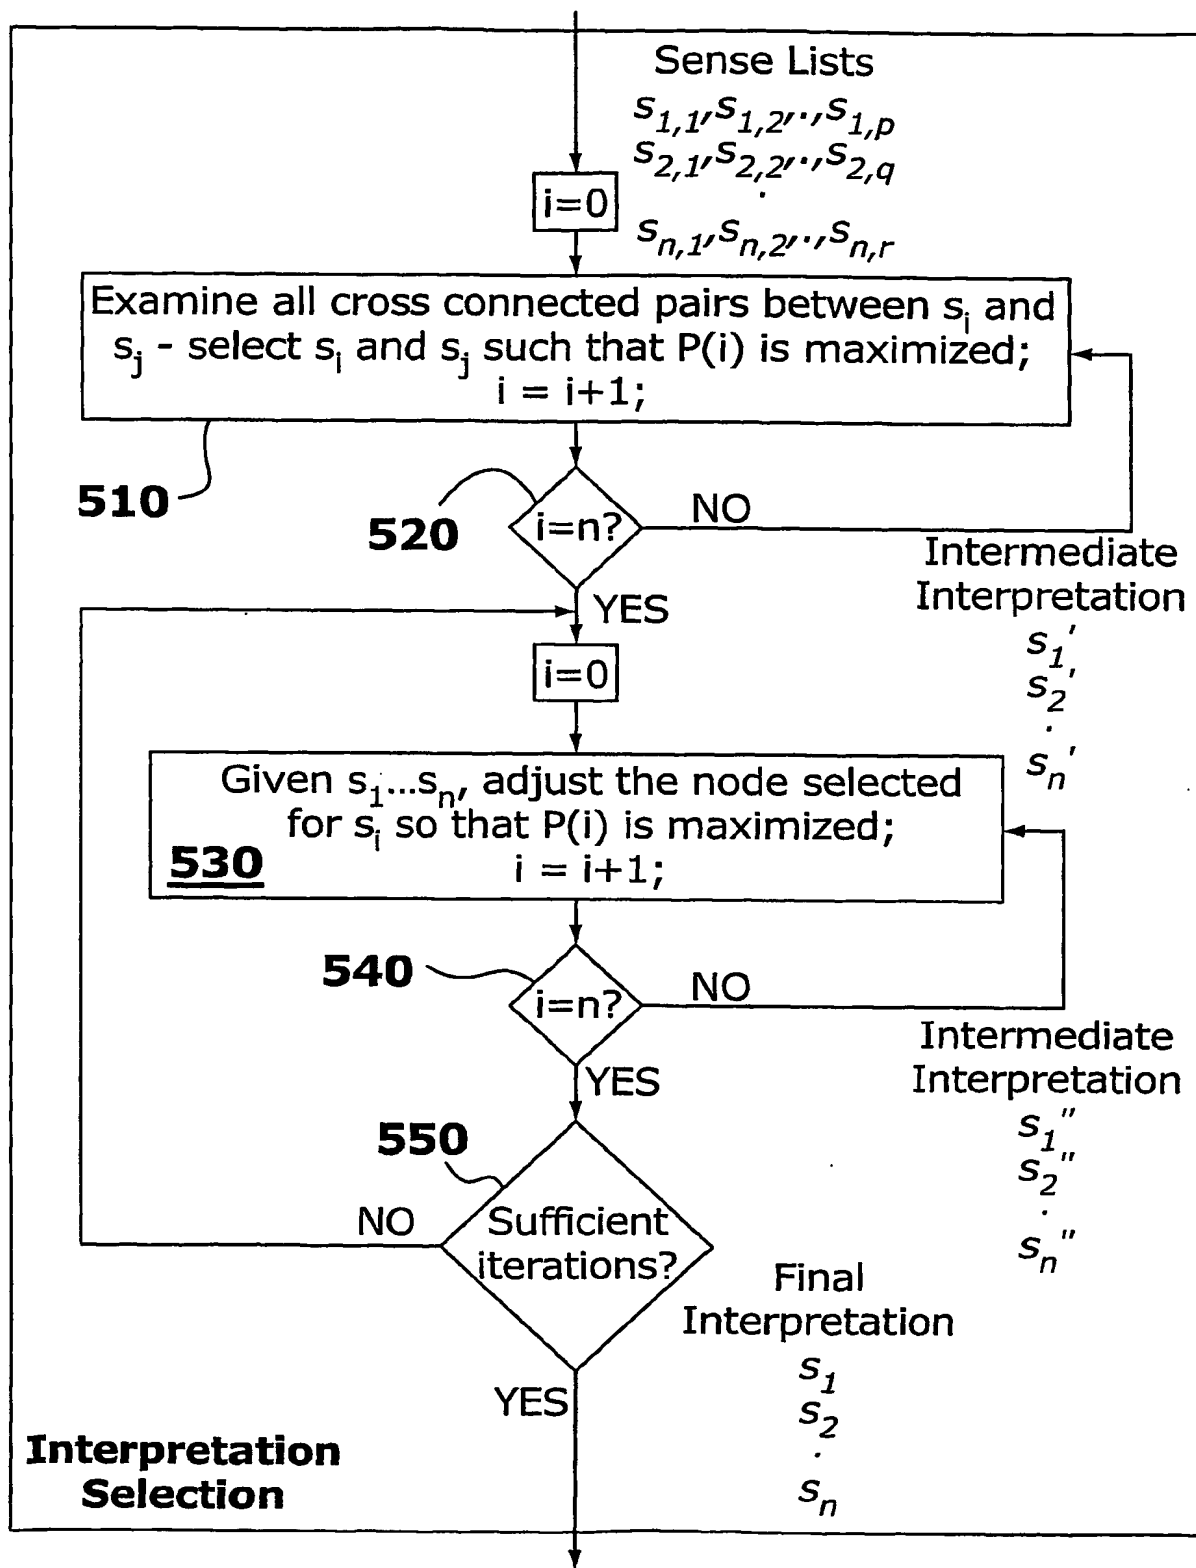 Sense Lists
s1,1,s1,2,..,s1,p
s2,1,s2,2,..,s2,q
.
sn,1,sn,2,..,sn,r
i=0
Examine all cross connected pairs between si and
sj - select si and sj such that P(i) is maximized;
i = i+1;
510
520
i=n?
NO
YES
Intermediate
Interpretation
s1'
s2'
.
sn'
i=0
Given s1...sn, adjust the node selected
for si so that P(i) is maximized;
530
i = i+1;
540
i=n?
NO
YES
Intermediate
Interpretation
s1"
s2"
.
sn"
550
NO
Sufficient
iterations?
YES
Final
Interpretation
s1
s2
.
sn
Interpretation
Selection